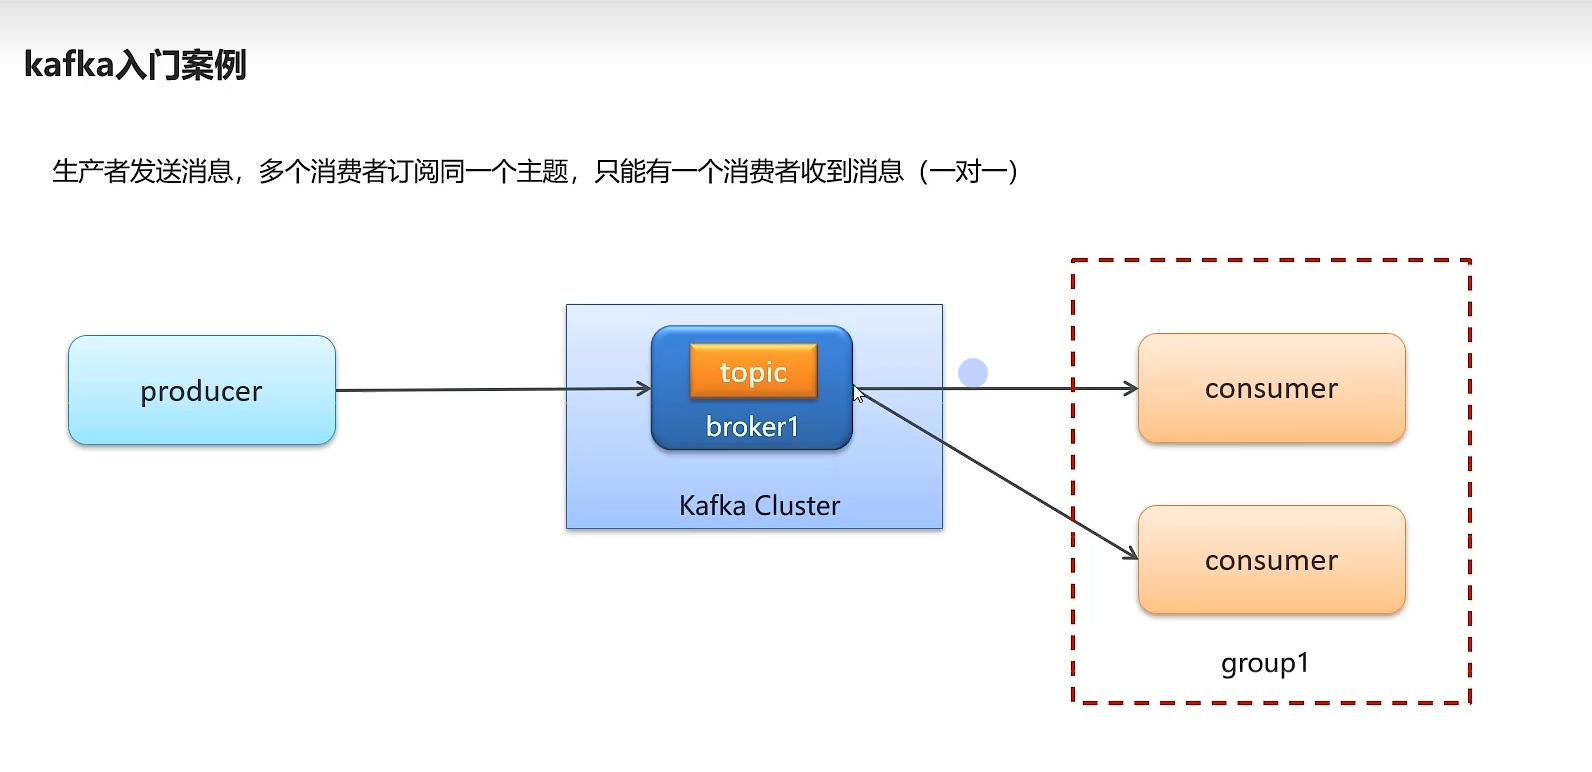 kafka入门案例
生产者发送消息，多个消费者订阅同一个主题，只能有一个消费者收到消息（一对一）
producer
topic
broker1
Kafka Cluster
consumer
consumer
group1